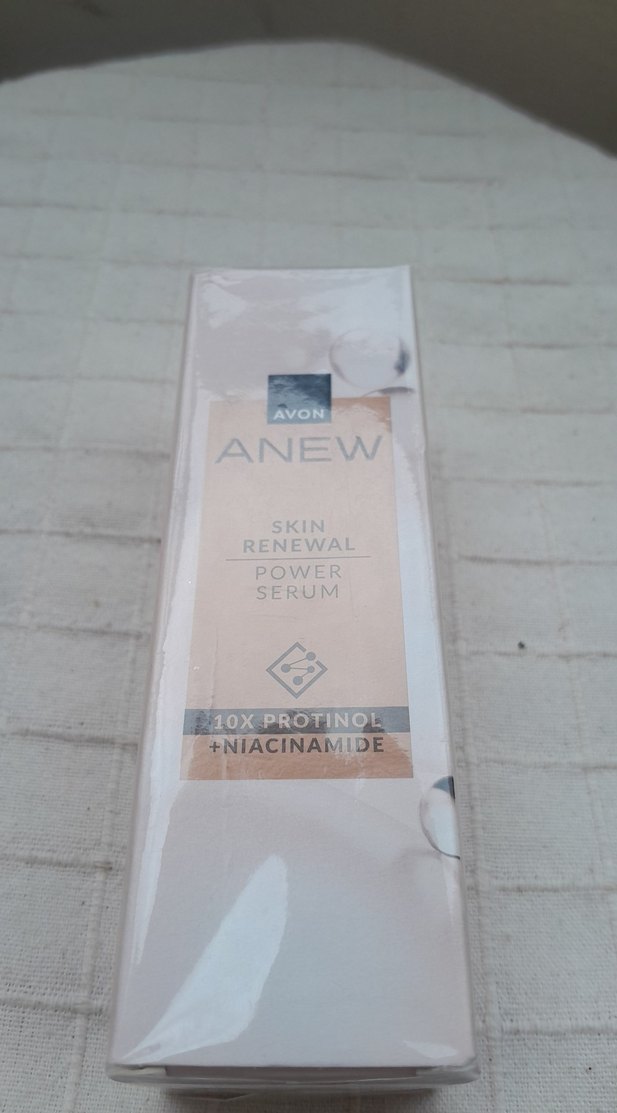 AVON
ANEW
SKIN
RENEWAL
POWER
SERUM
10X PROTINOL
+NIACINAMIDE